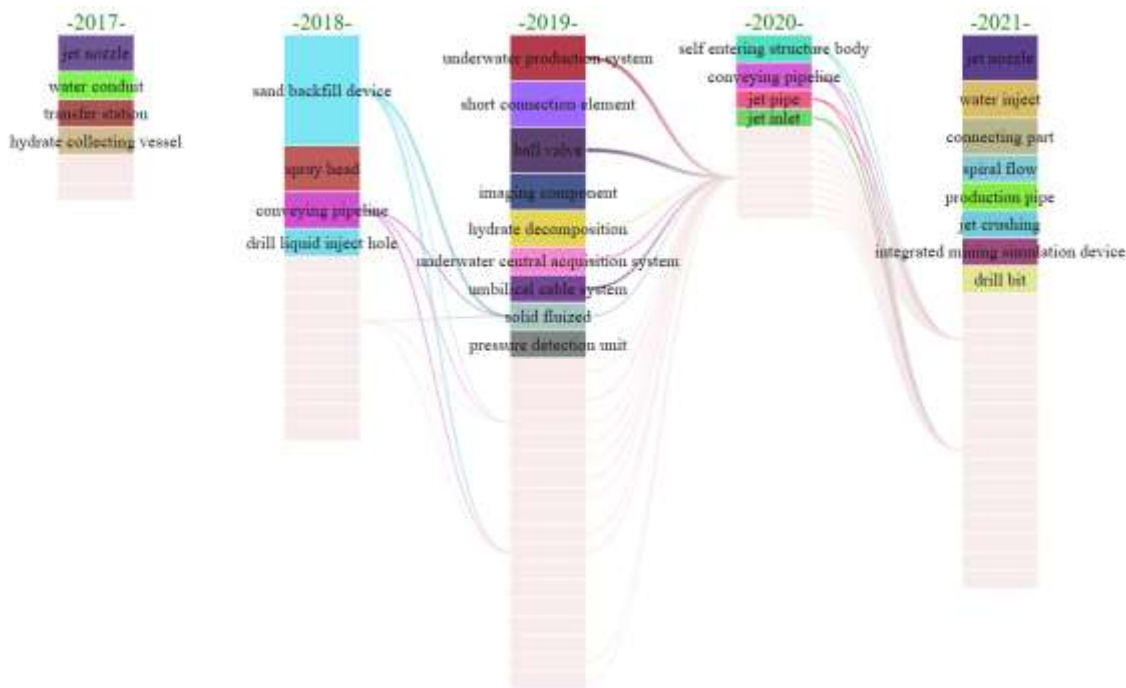 -2017-
jet nozzle
water conduit
transfer station
hydrate collecting vessel
-2018-
sand backfill device
spray head
conveying pipeline
drill liquid inject hole
-2019-
underwater production system
short connection element
ball valve
imaging component
hydrate decomposition
underwater central acquisition system
umbilical cable system
solid fluized
pressure detection unit
-2020-
self entering structure body
conveying pipeline
jet pipe
jet inlet
-2021-
jet nozzle
water inject
connecting part
spiral flow
production pipe
jet crushing
integrated mining simulation device
drill bit